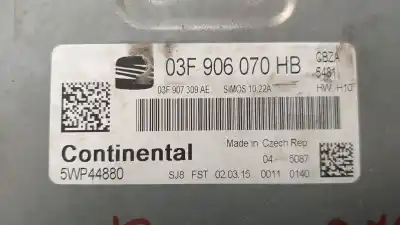 03F 906 070 HB
CBZA
5481
03F 907 309 AE
SIMOS 10.22A
HW: H10
Continental
Made in Czech Rep
04 5087
5WP44880
SJ8 FST 02.03.15 0011 0140